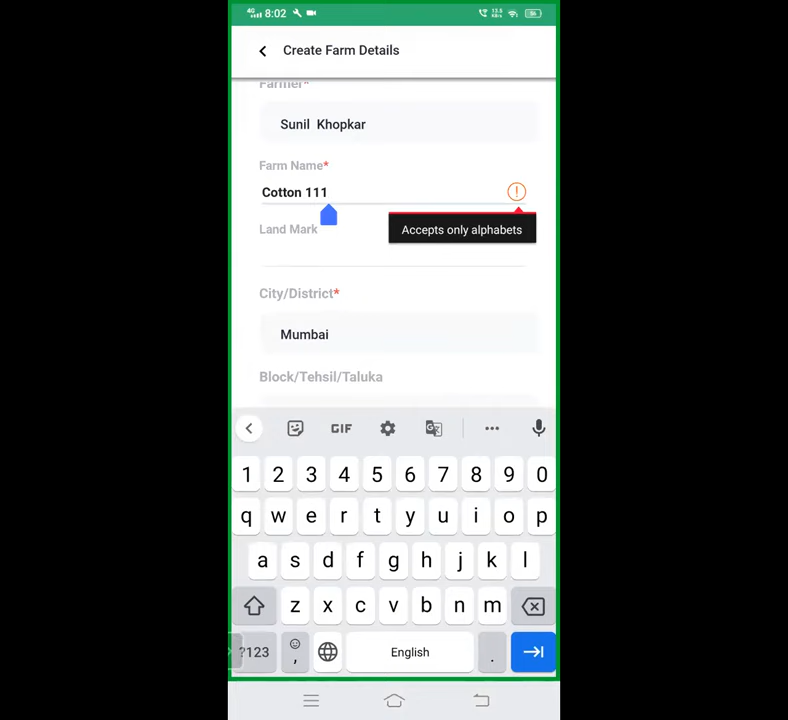 4G 8:02
Create Farm Details
Farmer*
Sunil Khopkar
Farm Name*
Cotton 111
Accepts only alphabets
Land Mark
City/District*
Mumbai
Block/Tehsil/Taluka
GIF
1 2 3 4 5 6 7 8 9 0
q w e r t y u i o p
a s d f g h j k l
z x c v b n m
?123 , English .